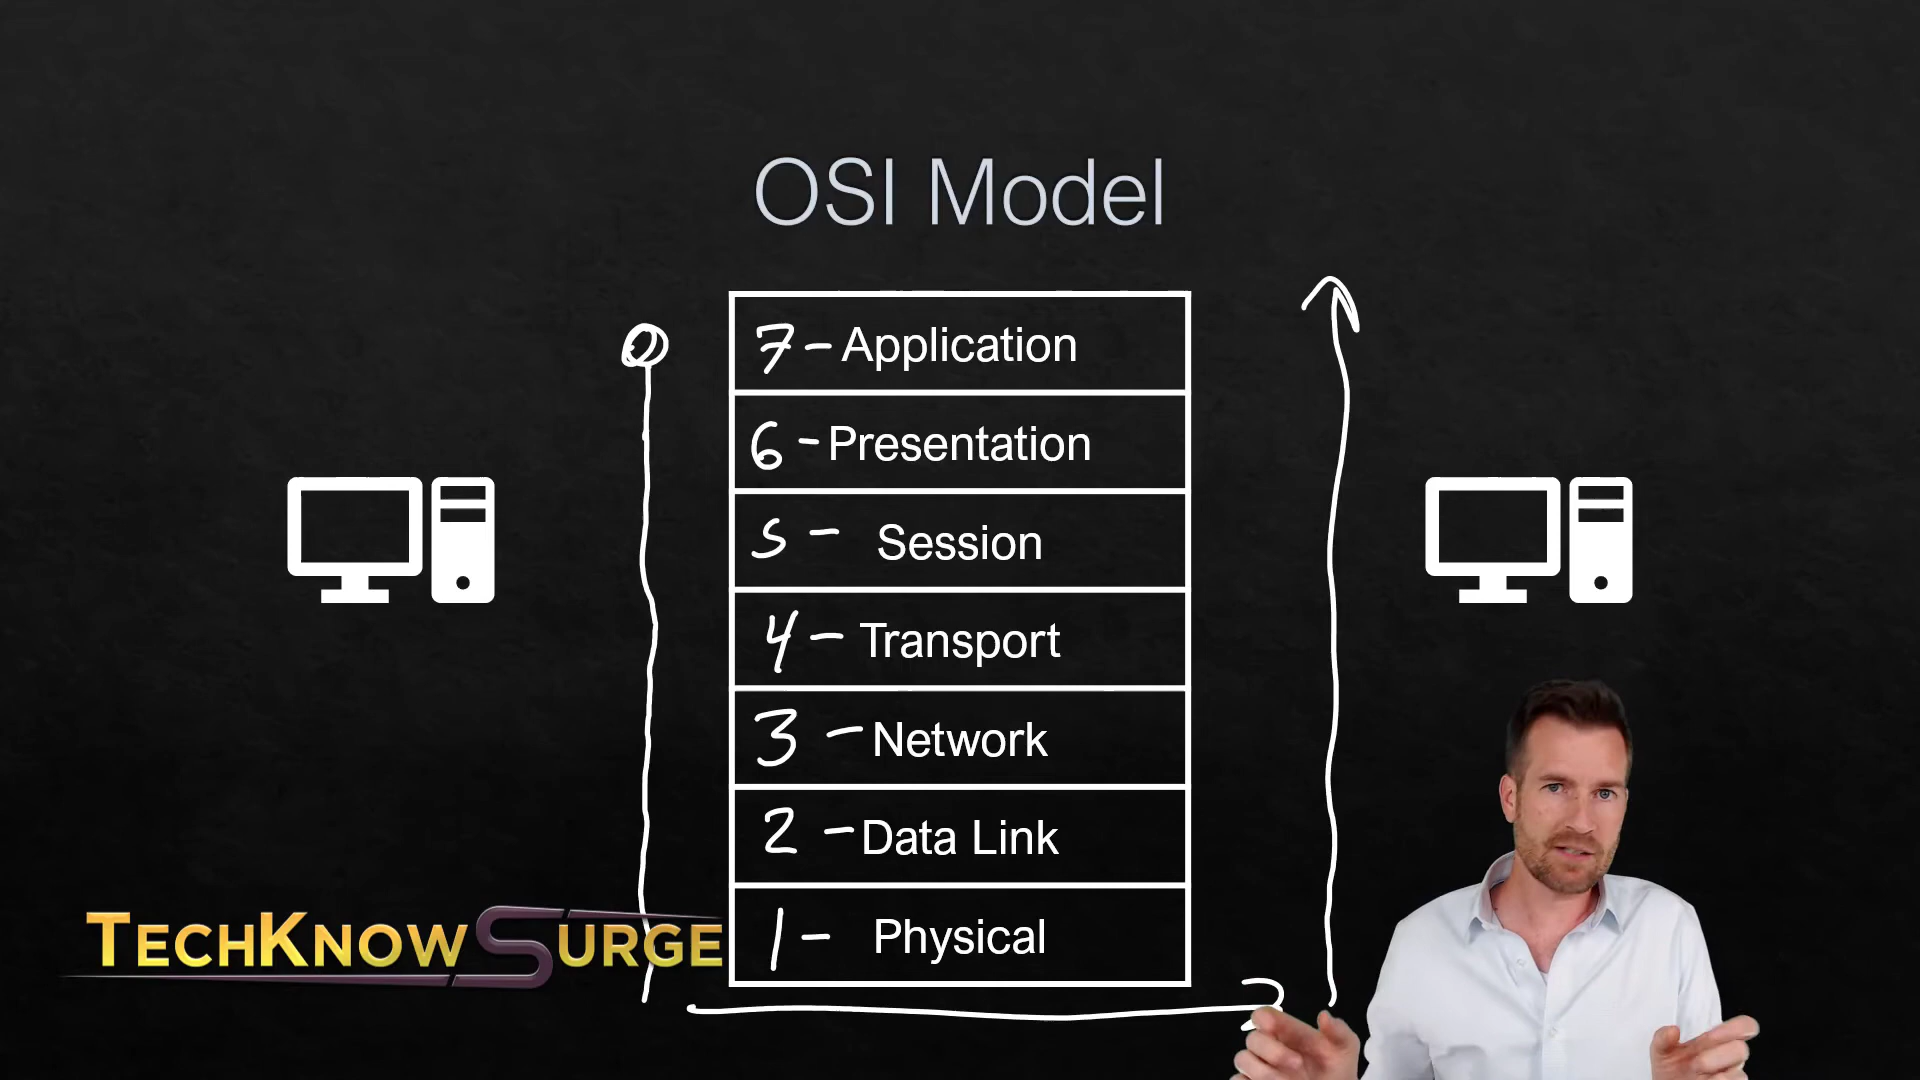 OSI Model
7 - Application
6 - Presentation
5 - Session
4 - Transport
3 - Network
2 - Data Link
1 - Physical
TECHKNOWSURGE